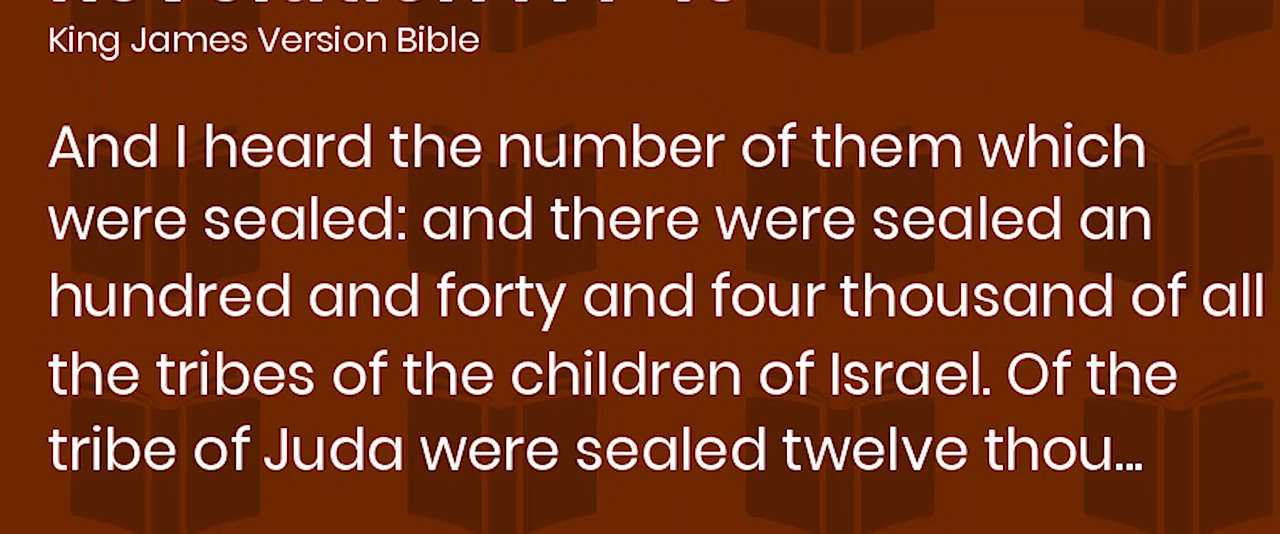 King James Version Bible
And I heard the number of them which
were sealed: and there were sealed an
hundred and forty and four thousand of all
the tribes of the children of Israel. Of the
tribe of Juda were sealed twelve thou...